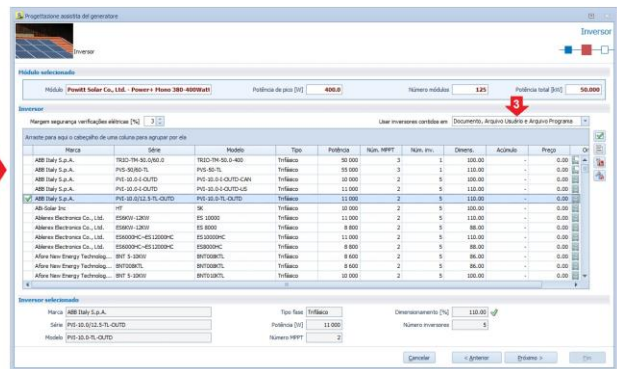 Progettazione assistita del generatore
Inversor
Inversor
Módulo selecionado
Módulo Powitt Solar Co., Ltd. - Power+ Mono 380-400Watt Potência de pico [W] 400.0 Número módulos 125 Potência total [kW] 50.000
3
Inversor
Margem segurança verificações elétricas [%] 3 Usar inversores contidos em Documento, Arquivo Usuário e Arquivo Programa
Arraste para aqui o cabeçalho de uma coluna para agrupar por ela
Marca Série Modelo Tipo Potência Núm. MPPT Núm. inv. Dimens. Acúmulo Preço Or
ABB Italy S.p.A. TRIO-TM-50.0/60.0 TRIO-TM-50.0-400 Trifásico 50 000 3 1 100.00 - 0.00
ABB Italy S.p.A. PVS-50/60-TL PVS-50-TL Trifásico 55 000 3 1 110.00 - 0.00
ABB Italy S.p.A. PVI-10.0-I-OUTD PVI-10.0-I-OUTD-CAN Trifásico 10 000 2 5 100.00 - 0.00
ABB Italy S.p.A. PVI-10.0-I-OUTD PVI-10.0-I-OUTD-US Trifásico 11 000 2 5 110.00 - 0.00
ABB Italy S.p.A. PVI-10.0/12.5-TL-OUTD PVI-10.0-TL-OUTD Trifásico 11 000 2 5 110.00 - 0.00
AB-Solar Inc HT 5K Trifásico 10 000 2 5 100.00 - 0.00
Ablerex Electronics Co., Ltd. ES6KW-12KW ES 10000 Trifásico 11 000 2 5 110.00 - 0.00
Ablerex Electronics Co., Ltd. ES6KW-12KW ES 8000 Trifásico 8 800 2 5 88.00 - 0.00
Ablerex Electronics Co., Ltd. ES6000HC~ES12000HC ES10000HC Trifásico 11 000 2 5 110.00 - 0.00
Ablerex Electronics Co., Ltd. ES6000HC~ES12000HC ES8000HC Trifásico 8 800 2 5 88.00 - 0.00
Afore New Energy Technolog... BNT 5-10KW BNT008KTL Trifásico 8 600 2 5 86.00 - 0.00
Afore New Energy Technolog... BNT008KTL BNT008KTL Trifásico 8 600 2 5 86.00 - 0.00
Afore New Energy Technolog... BNT 5-10KW BNT010KTL Trifásico 10 000 2 5 100.00 - 0.00
Inversor selecionado
Marca ABB Italy S.p.A. Tipo fase Trifásico Dimensionamento [%] 110.00
Série PVI-10.0/12.5-TL-OUTD Potência [W] 11 000 Número inversores 5
Modelo PVI-10.0-TL-OUTD Número MPPT 2
Cancelar < Anterior Próximo > Fim